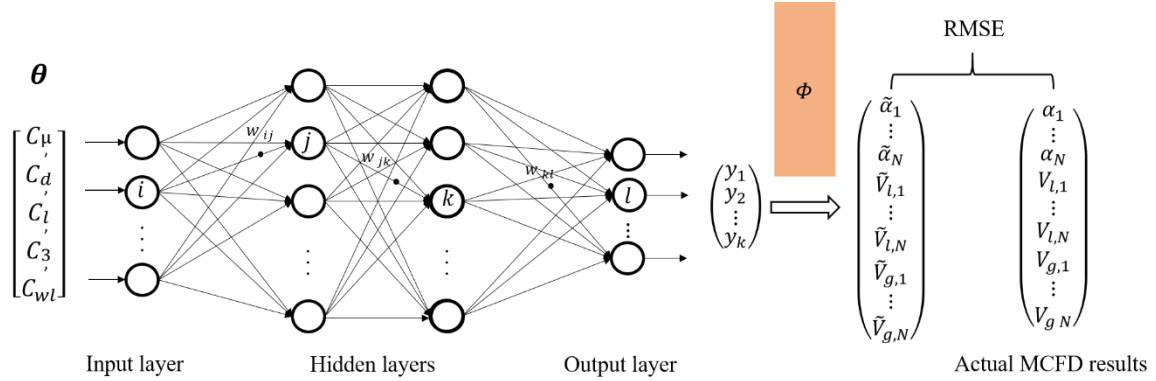 RMSE
θ
Φ
Cμ
,
C_d
,
C_l
,
C_3
,
C_wl
w_ij
w_jk
w_kl
i
⋮
j
⋮
k
⋮
l
⋮
y_1
y_2
⋮
y_k
α̃_1
⋮
α̃_N
Ṽ_l,1
⋮
Ṽ_l,N
Ṽ_g,1
⋮
Ṽ_g,N
α_1
⋮
α_N
V_l,1
⋮
V_l,N
V_g,1
⋮
V_g N
Input layer
Hidden layers
Output layer
Actual MCFD results